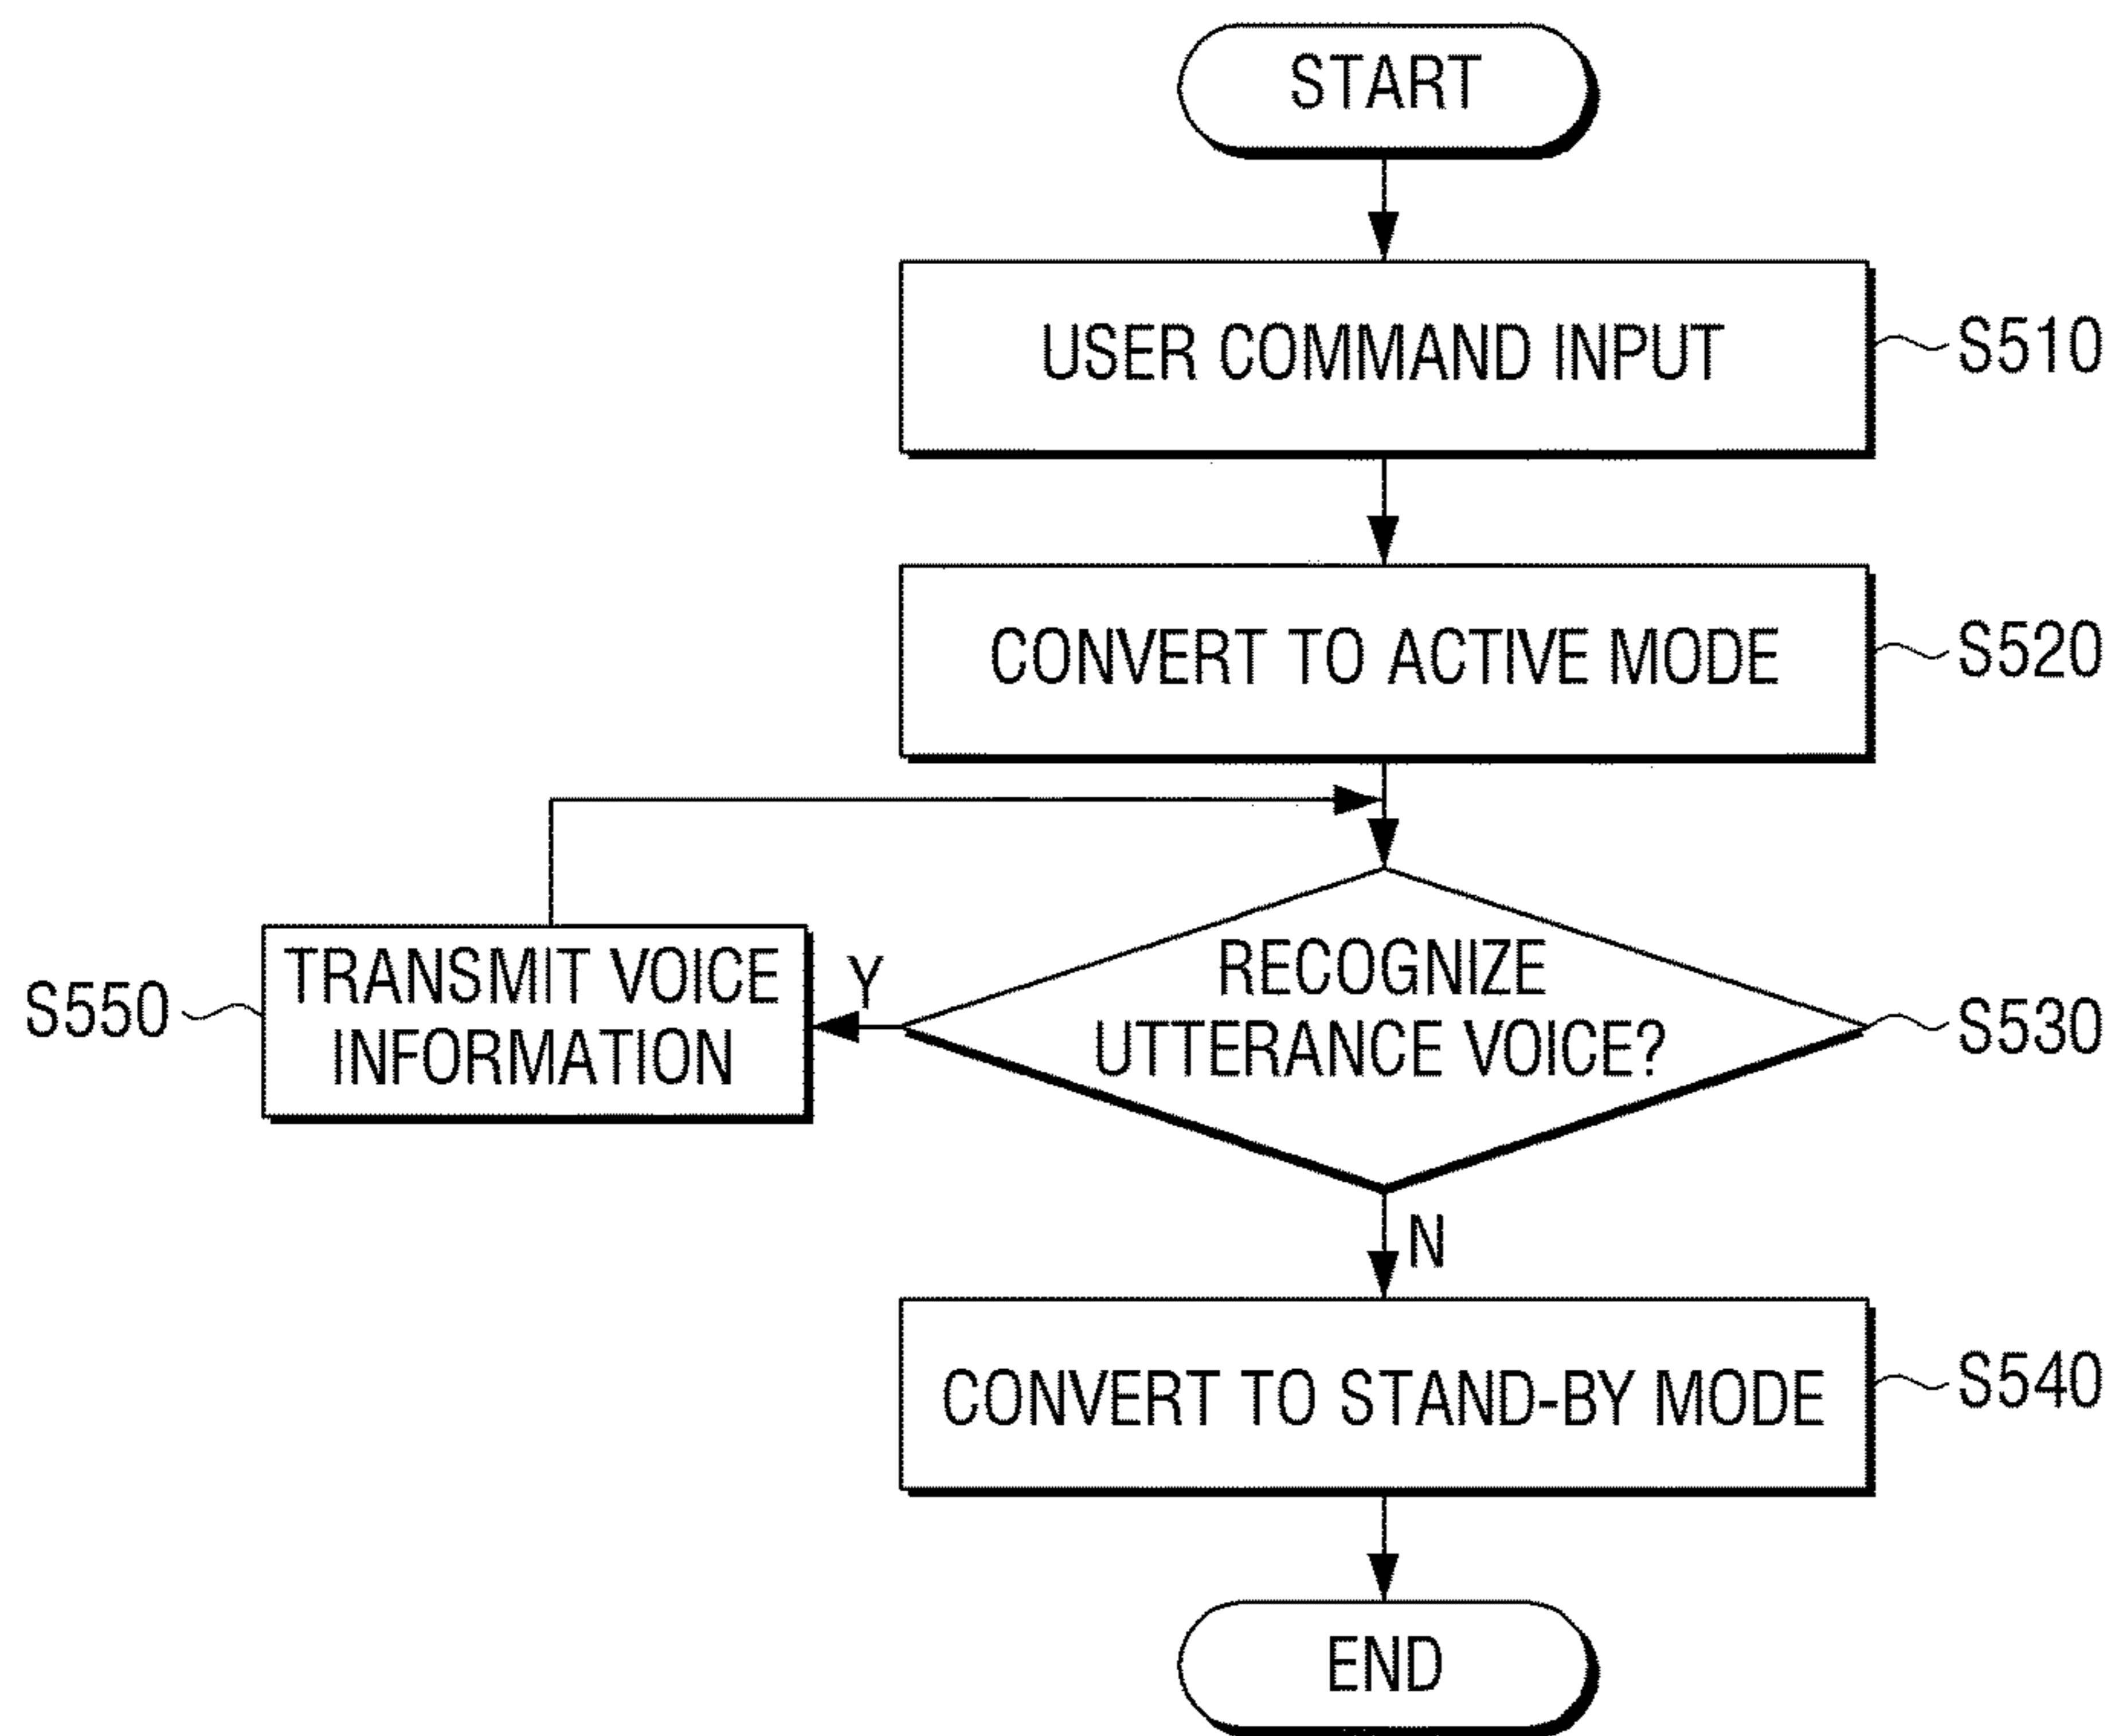 START
USER COMMAND INPUT
S510
CONVERT TO ACTIVE MODE
S520
TRANSMIT VOICE
INFORMATION
S550
Y
RECOGNIZE
UTTERANCE VOICE?
S530
N
CONVERT TO STAND-BY MODE
S540
END